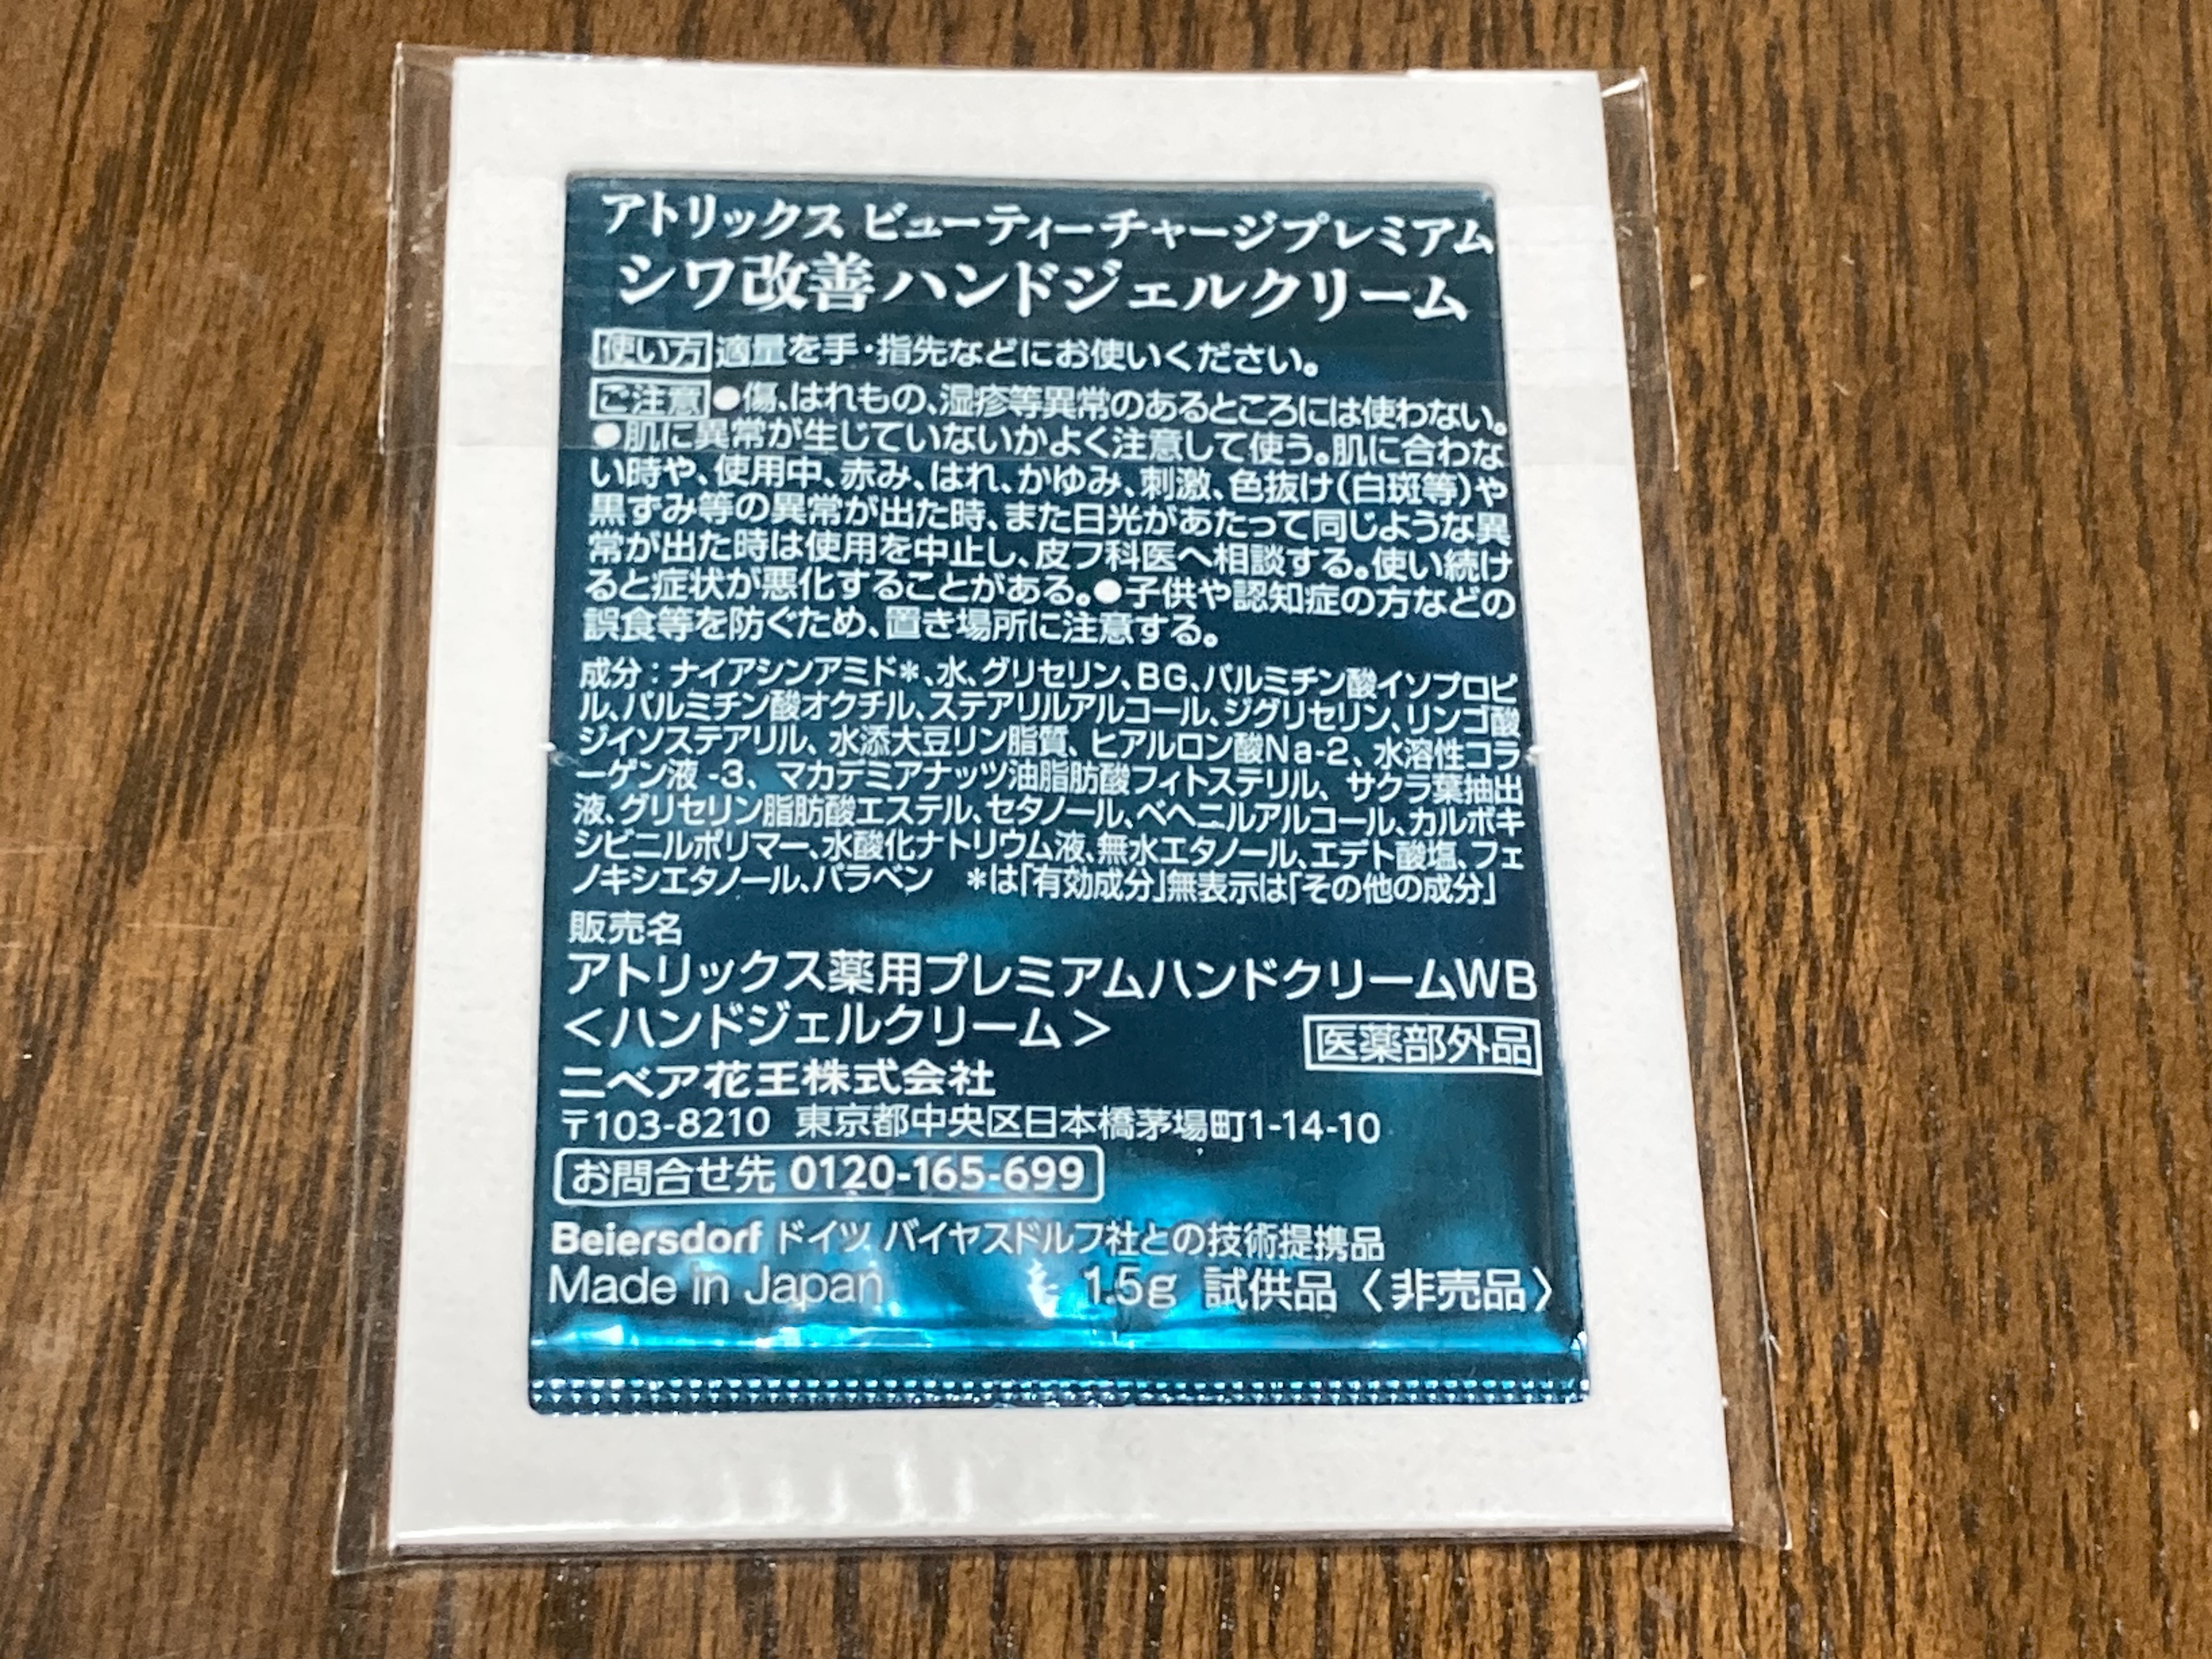 アトリックス ビューティーチャージプレミアム
シワ改善ハンドジェルクリーム
使い方 適量を手・指先などにお使いください。
ご注意 ●傷、はれもの、湿疹等異常のあるところには使わない。
●肌に異常が生じていないかよく注意して使う。肌に合わな
い時や、使用中、赤み、はれ、かゆみ、刺激、色抜け(白斑等)や
黒ずみ等の異常が出た時、また日光があたって同じような異
常が出た時は使用を中止し、皮フ科医へ相談する。使い続け
ると症状が悪化することがある。●子供や認知症の方などの
誤食等を防ぐため、置き場所に注意する。
成分：ナイアシンアミド＊、水、グリセリン、BG、パルミチン酸イソプロピ
ル、パルミチン酸オクチル、ステアリルアルコール、ジグリセリン、リンゴ酸
ジイソステアリル、水添大豆リン脂質、ヒアルロン酸Na-2、水溶性コラ
ーゲン液-3、マカデミアナッツ油脂肪酸フィトステリル、サクラ葉抽出
液、グリセリン脂肪酸エステル、セタノール、ベヘニルアルコール、カルボキ
シビニルポリマー、水酸化ナトリウム液、無水エタノール、エデト酸塩、フェ
ノキシエタノール、パラベン ＊は「有効成分」無表示は「その他の成分」
販売名
アトリックス薬用プレミアムハンドクリームWB
＜ハンドジェルクリーム＞ 医薬部外品
ニベア花王株式会社
〒103-8210 東京都中央区日本橋茅場町1-14-10
お問合せ先 0120-165-699
Beiersdorf ドイツ バイヤスドルフ社との技術提携品
Made in Japan 1.5g 試供品〈非売品〉